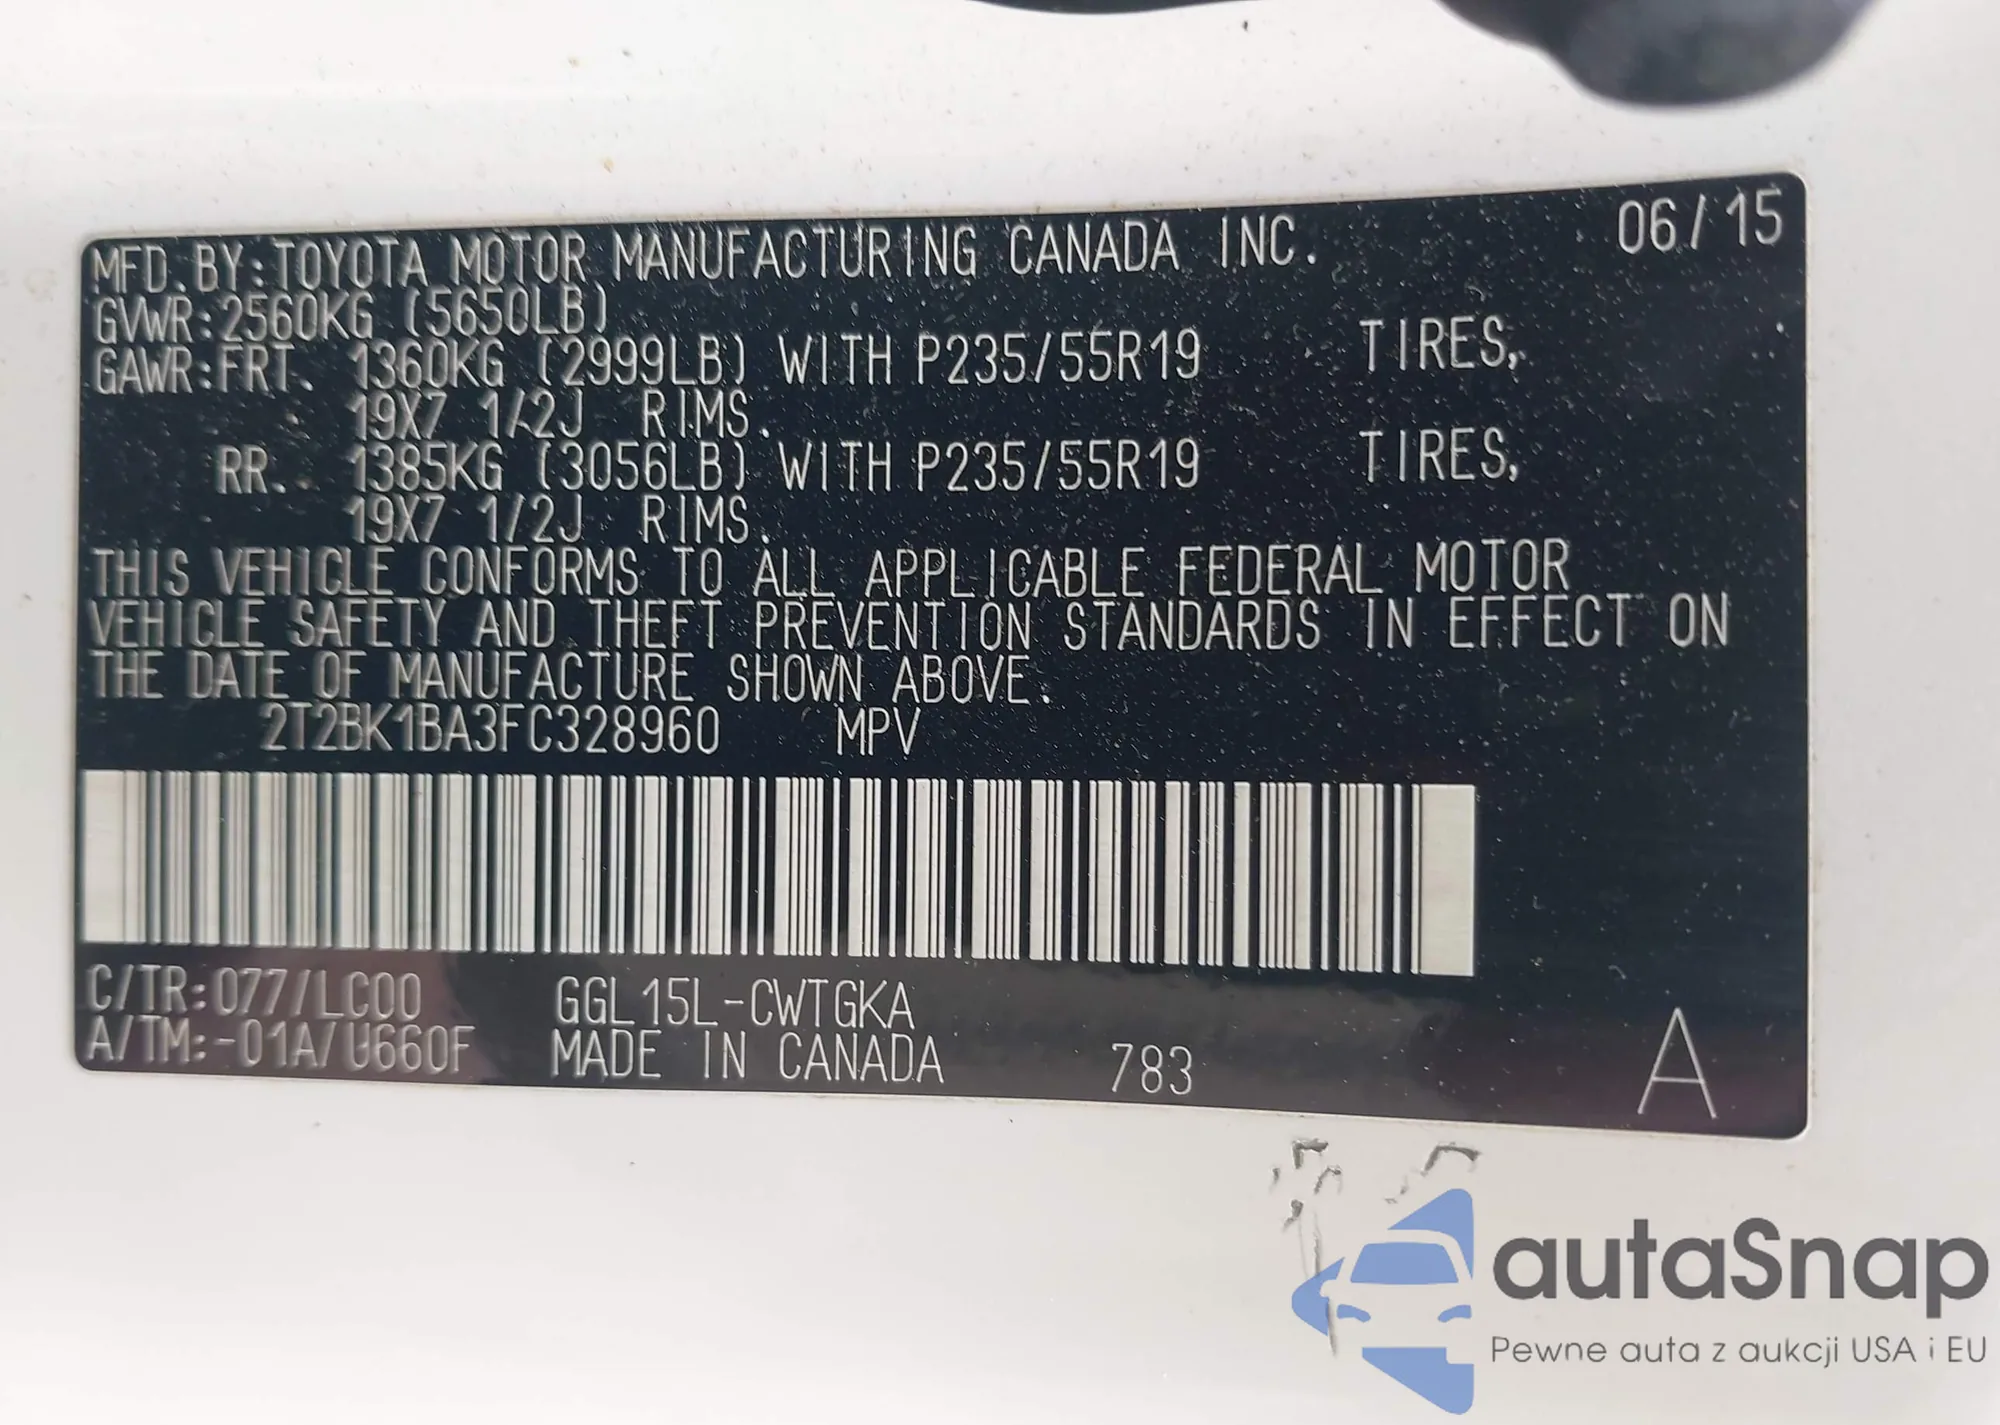 06/15
MFD. BY:TOYOTA MOTOR MANUFACTURING CANADA INC.
GVWR:2560KG (5650LB)
GAWR:FRT. 1360KG (2999LB) WITH P235/55R19 TIRES,
19X7 1/2J RIMS.
RR. 1385KG (3056LB) WITH P235/55R19 TIRES,
19X7 1/2J RIMS.
THIS VEHICLE CONFORMS TO ALL APPLICABLE FEDERAL MOTOR
VEHICLE SAFETY AND THEFT PREVENTION STANDARDS IN EFFECT ON
THE DATE OF MANUFACTURE SHOWN ABOVE.
2T2BK1BA3FC328960 MPV
C/TR:077/LC00 GGL15L-CWTGKA
A/TM:-01A/U660F MADE IN CANADA 783 A
autaSnap
Pewne auta z aukcji USA i EU